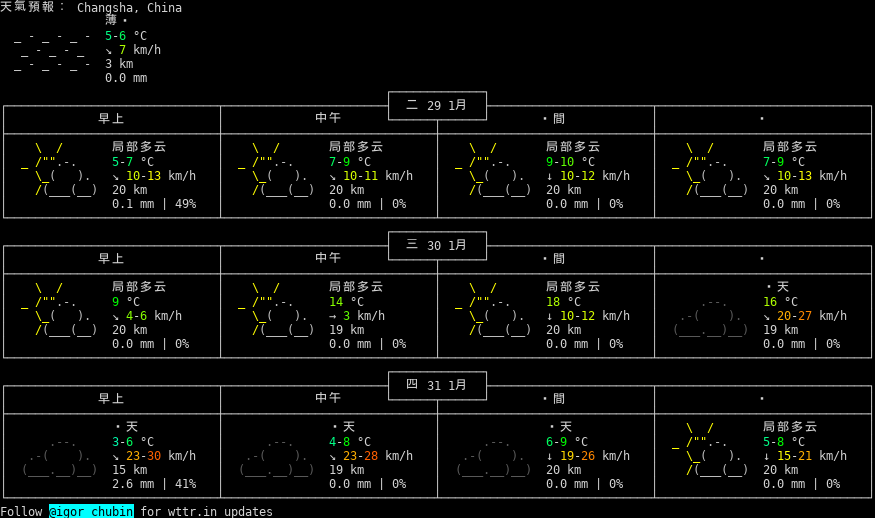 天氣預報： Changsha, China
薄▪
5-6 °C
↘ 7 km/h
3 km
0.0 mm
二 29 1月
早上 中午 ▪間 ▪
局部多云 局部多云 局部多云 局部多云
5-7 °C 7-9 °C 9-10 °C 7-9 °C
↘ 10-13 km/h ↘ 10-11 km/h ↓ 10-12 km/h ↘ 10-13 km/h
20 km 20 km 20 km 20 km
0.1 mm | 49% 0.0 mm | 0% 0.0 mm | 0% 0.0 mm | 0%
三 30 1月
早上 中午 ▪間 ▪
局部多云 局部多云 局部多云 ▪天
9 °C 14 °C 18 °C 16 °C
↘ 4-6 km/h → 3 km/h ↓ 10-12 km/h ↘ 20-27 km/h
20 km 19 km 20 km 19 km
0.0 mm | 0% 0.0 mm | 0% 0.0 mm | 0% 0.0 mm | 0%
四 31 1月
早上 中午 ▪間 ▪
▪天 ▪天 ▪天 局部多云
3-6 °C 4-8 °C 6-9 °C 5-8 °C
↘ 23-30 km/h ↘ 23-28 km/h ↓ 19-26 km/h ↓ 15-21 km/h
15 km 19 km 20 km 20 km
2.6 mm | 41% 0.0 mm | 0% 0.0 mm | 0% 0.0 mm | 0%
Follow @igor_chubin for wttr.in updates